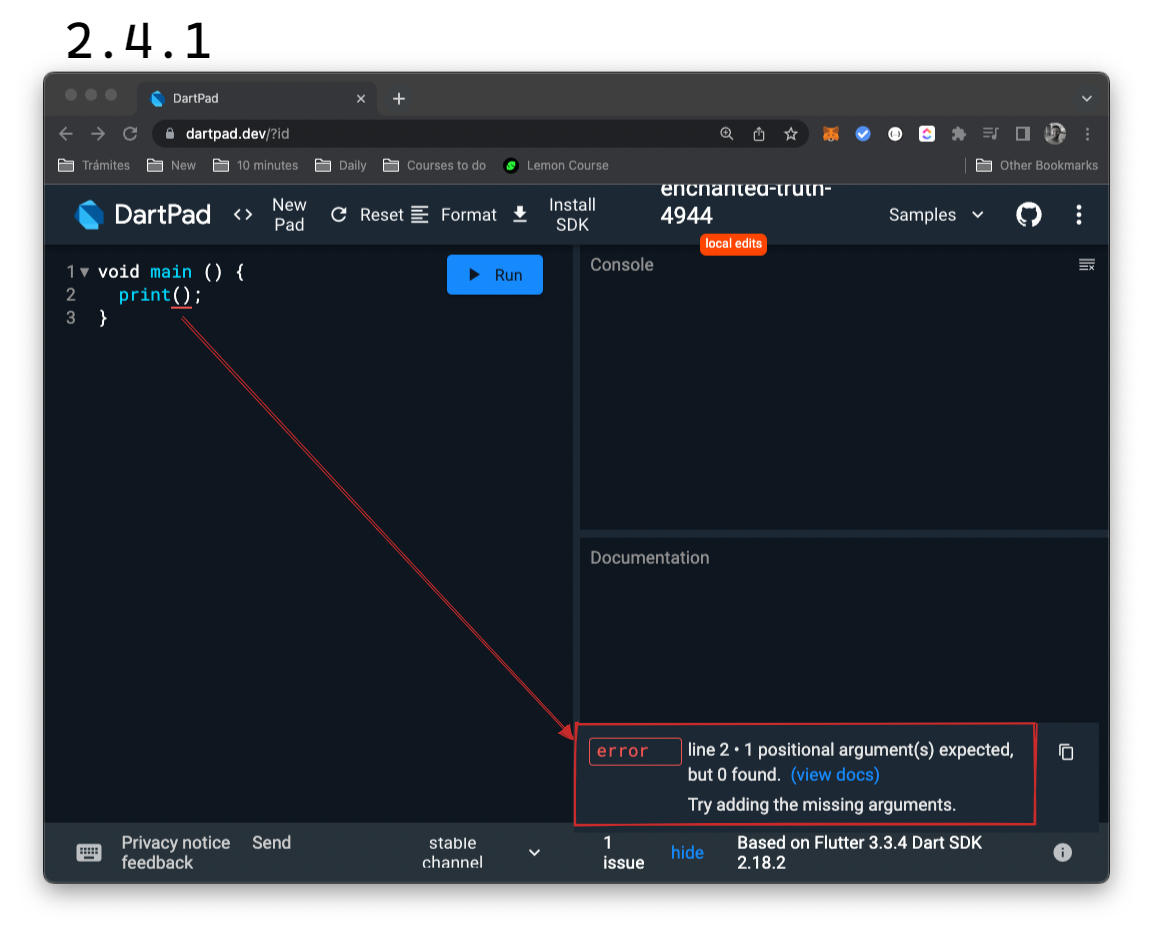 2.4.1
DartPad
dartpad.dev/?id
Trámites New 10 minutes Daily Courses to do Lemon Course Other Bookmarks
DartPad <> New Pad Reset Format Install SDK enchanted-truth-4944 Samples
local edits
1 void main () {
2 print();
3 }
Run
Console
Documentation
error line 2 • 1 positional argument(s) expected,
but 0 found. (view docs)
Try adding the missing arguments.
Privacy notice Send feedback
stable channel
1 issue
hide
Based on Flutter 3.3.4 Dart SDK
2.18.2